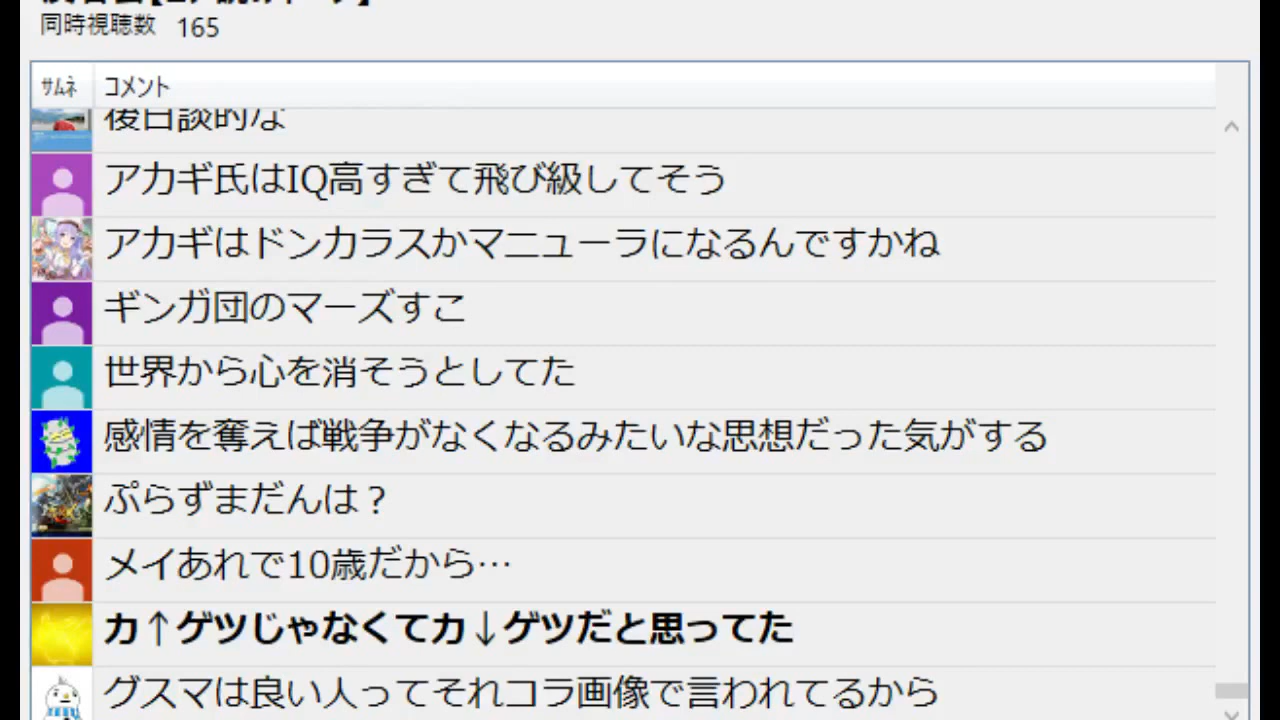 同時視聴数 165
ｻﾑﾈ コメント
後日談的な
アカギ氏はIQ高すぎて飛び級してそう
アカギはドンカラスかマニューラになるんですかね
ギンガ団のマーズすこ
世界から心を消そうとしてた
感情を奪えば戦争がなくなるみたいな思想だった気がする
ぷらずまだんは？
メイあれで10歳だから…
カ↑ゲツじゃなくてカ↓ゲツだと思ってた
グスマは良い人ってそれコラ画像で言われてるから